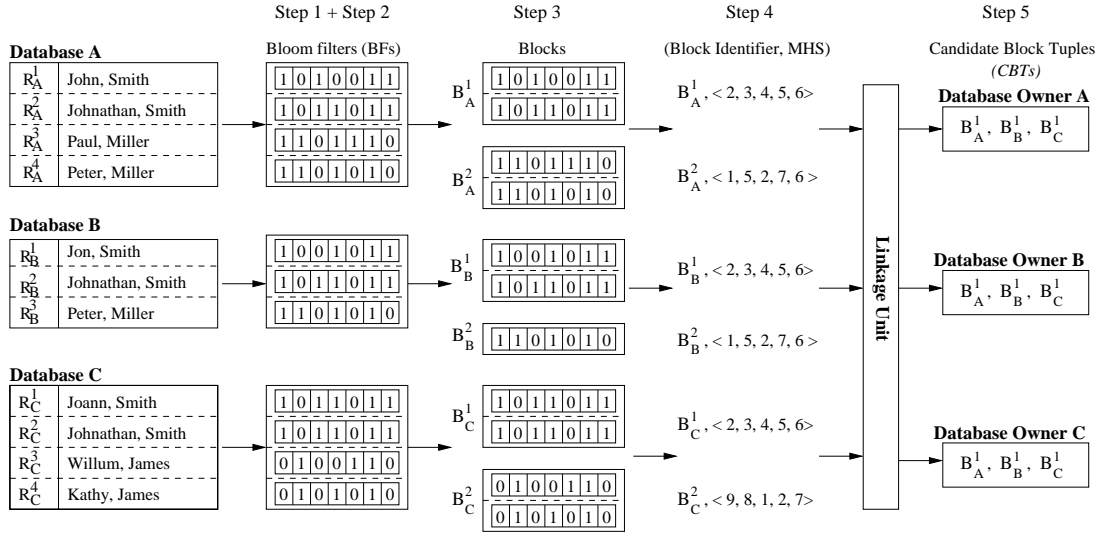 Step 1 + Step 2
Step 3
Step 4
Step 5
Bloom filters (BFs)
Blocks
(Block Identifier, MHS)
Candidate Block Tuples
(CBTs)
Database A
R_A^1 John, Smith
R_A^2 Johnathan, Smith
R_A^3 Paul, Miller
R_A^4 Peter, Miller
1 0 1 0 0 1 1
1 0 1 1 0 1 1
1 1 0 1 1 1 0
1 1 0 1 0 1 0
B_A^1
1 0 1 0 0 1 1
1 0 1 1 0 1 1
B_A^2
1 1 0 1 1 1 0
1 1 0 1 0 1 0
B_A^1, < 2, 3, 4, 5, 6>
B_A^2, < 1, 5, 2, 7, 6 >
Database Owner A
B_A^1, B_B^1, B_C^1
Database B
R_B^1 Jon, Smith
R_B^2 Johnathan, Smith
R_B^3 Peter, Miller
1 0 0 1 0 1 1
1 0 1 1 0 1 1
1 1 0 1 0 1 0
B_B^1
1 0 0 1 0 1 1
1 0 1 1 0 1 1
B_B^2
1 1 0 1 0 1 0
B_B^1, < 2, 3, 4, 5, 6>
B_B^2, < 1, 5, 2, 7, 6 >
Linkage Unit
Database Owner B
B_A^1, B_B^1, B_C^1
Database C
R_C^1 Joann, Smith
R_C^2 Johnathan, Smith
R_C^3 Willum, James
R_C^4 Kathy, James
1 0 1 1 0 1 1
1 0 1 1 0 1 1
0 1 0 0 1 1 0
0 1 0 1 0 1 0
B_C^1
1 0 1 1 0 1 1
1 0 1 1 0 1 1
B_C^2
0 1 0 0 1 1 0
0 1 0 1 0 1 0
B_C^1, < 2, 3, 4, 5, 6>
B_C^2, < 9, 8, 1, 2, 7>
Database Owner C
B_A^1, B_B^1, B_C^1